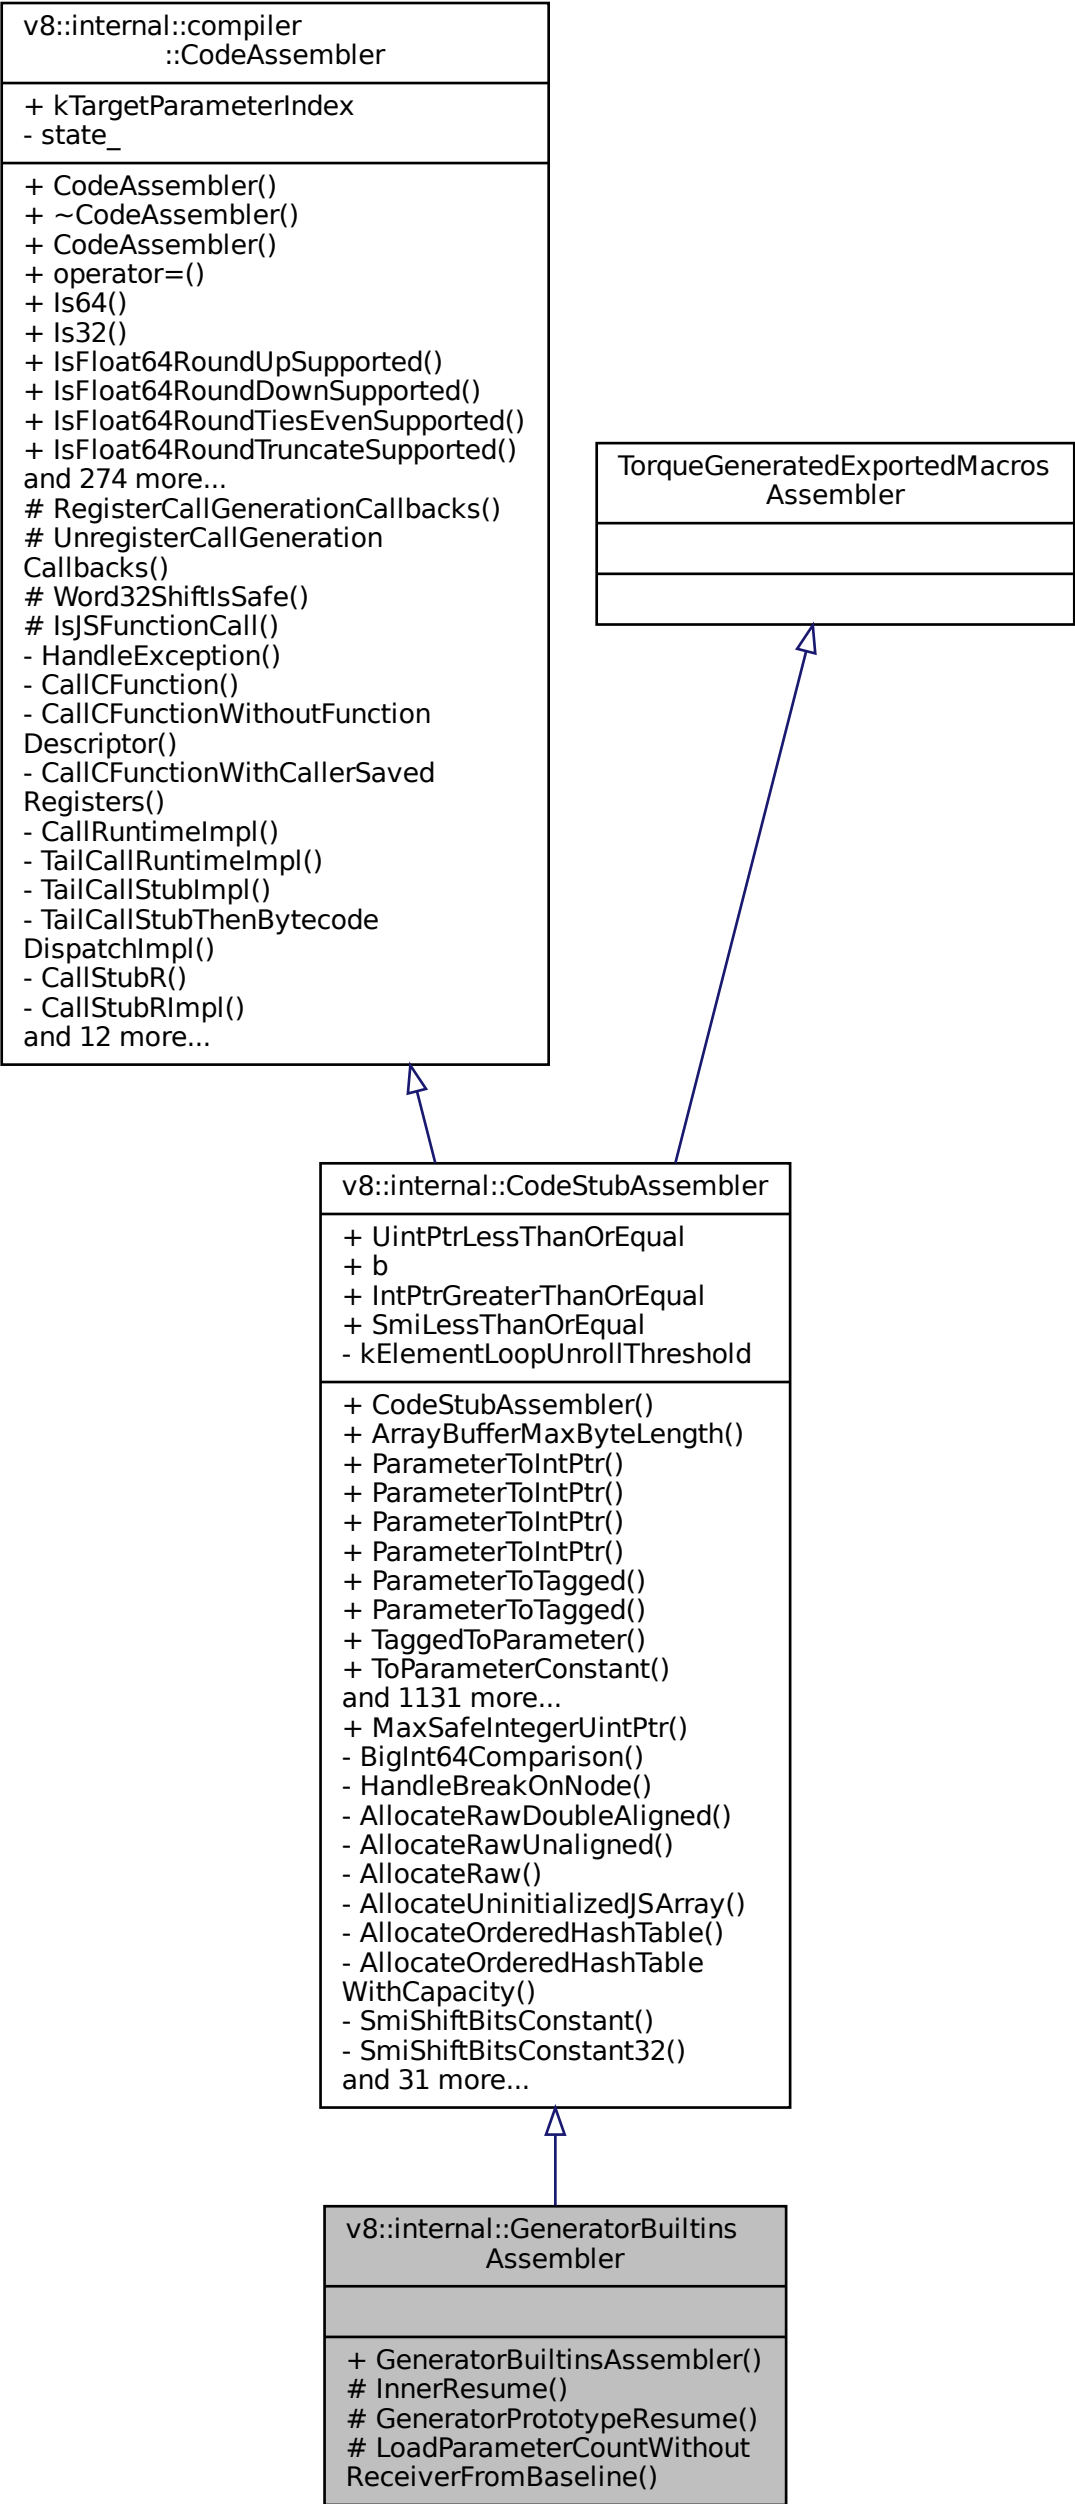 v8::internal::compiler
::CodeAssembler
+ kTargetParameterIndex
- state_
+ CodeAssembler()
+ ~CodeAssembler()
+ CodeAssembler()
+ operator=()
+ Is64()
+ Is32()
+ IsFloat64RoundUpSupported()
+ IsFloat64RoundDownSupported()
+ IsFloat64RoundTiesEvenSupported()
+ IsFloat64RoundTruncateSupported()
and 274 more...
# RegisterCallGenerationCallbacks()
# UnregisterCallGeneration
Callbacks()
# Word32ShiftIsSafe()
# IsJSFunctionCall()
- HandleException()
- CallCFunction()
- CallCFunctionWithoutFunction
Descriptor()
- CallCFunctionWithCallerSaved
Registers()
- CallRuntimeImpl()
- TailCallRuntimeImpl()
- TailCallStubImpl()
- TailCallStubThenBytecode
DispatchImpl()
- CallStubR()
- CallStubRImpl()
and 12 more...
TorqueGeneratedExportedMacros
Assembler
v8::internal::CodeStubAssembler
+ UintPtrLessThanOrEqual
+ b
+ IntPtrGreaterThanOrEqual
+ SmiLessThanOrEqual
- kElementLoopUnrollThreshold
+ CodeStubAssembler()
+ ArrayBufferMaxByteLength()
+ ParameterToIntPtr()
+ ParameterToIntPtr()
+ ParameterToIntPtr()
+ ParameterToIntPtr()
+ ParameterToTagged()
+ ParameterToTagged()
+ TaggedToParameter()
+ ToParameterConstant()
and 1131 more...
+ MaxSafeIntegerUintPtr()
- BigInt64Comparison()
- HandleBreakOnNode()
- AllocateRawDoubleAligned()
- AllocateRawUnaligned()
- AllocateRaw()
- AllocateUninitializedJSArray()
- AllocateOrderedHashTable()
- AllocateOrderedHashTable
WithCapacity()
- SmiShiftBitsConstant()
- SmiShiftBitsConstant32()
and 31 more...
v8::internal::GeneratorBuiltins
Assembler
+ GeneratorBuiltinsAssembler()
# InnerResume()
# GeneratorPrototypeResume()
# LoadParameterCountWithout
ReceiverFromBaseline()